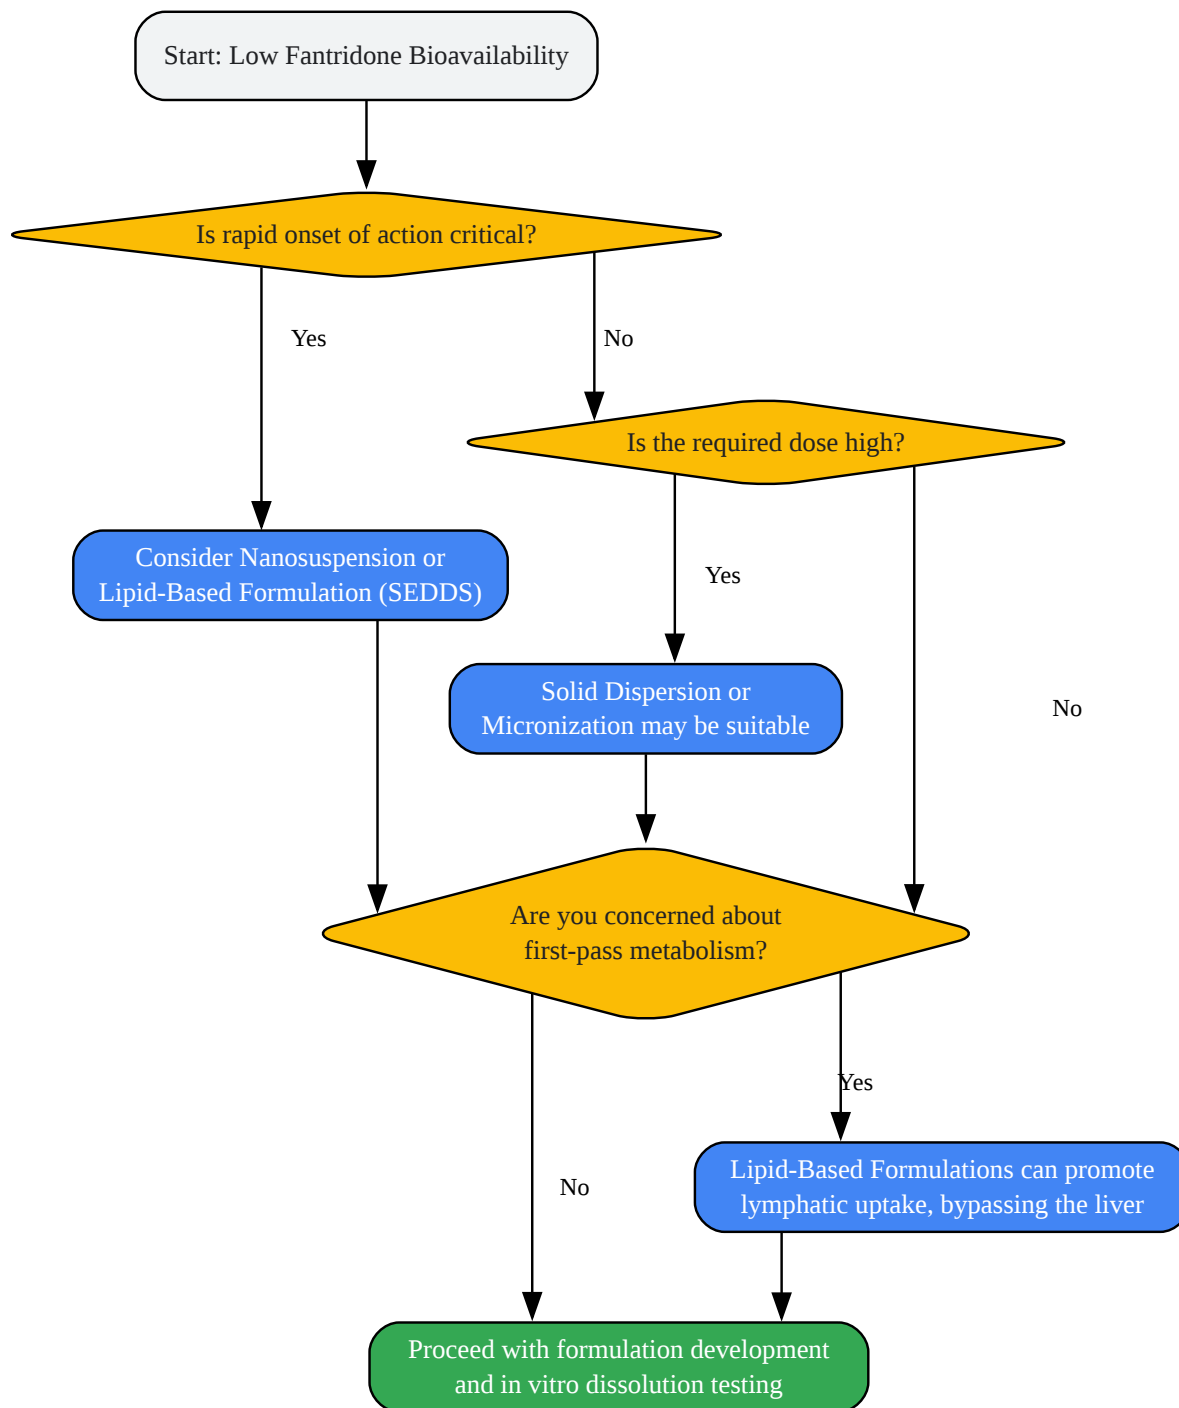 Start: Low Fantridone Bioavailability
Is rapid onset of action critical?
Yes
No
Is the required dose high?
Consider Nanosuspension or
Lipid-Based Formulation (SEDDS)
Yes
Solid Dispersion or
Micronization may be suitable
No
Are you concerned about
first-pass metabolism?
Yes
Lipid-Based Formulations can promote
lymphatic uptake, bypassing the liver
No
Proceed with formulation development
and in vitro dissolution testing